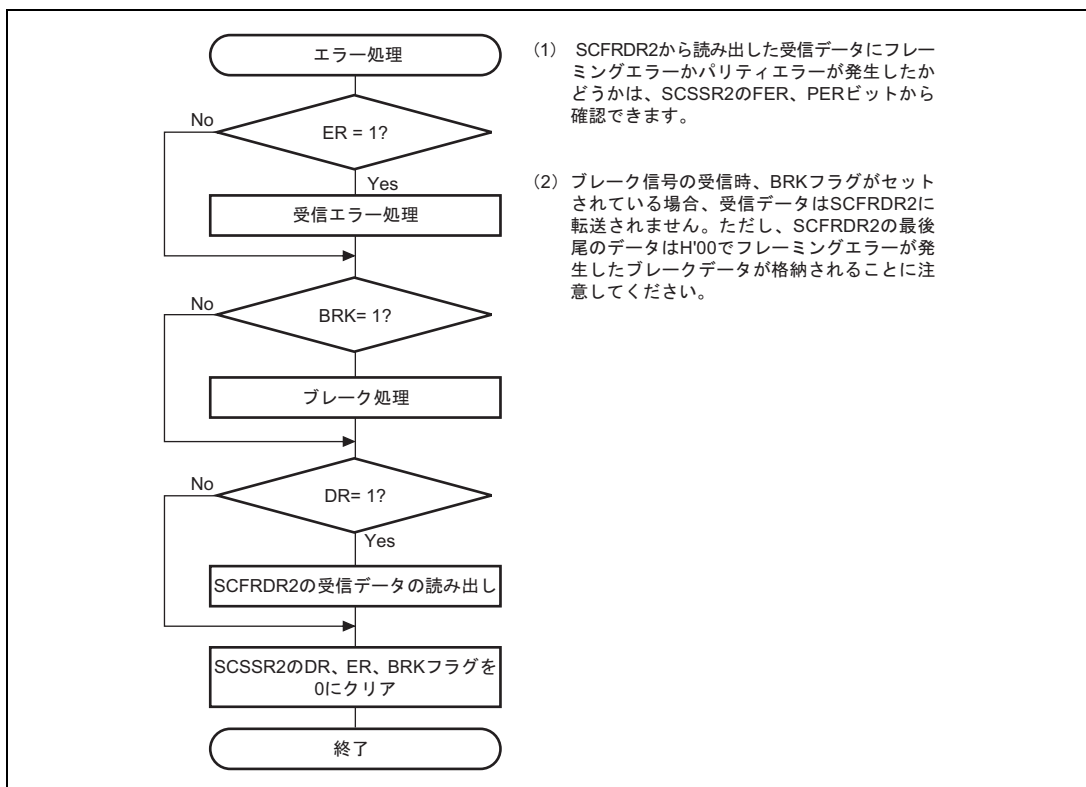 エラー処理
No
ER = 1?
Yes
受信エラー処理
No
BRK= 1?
ブレーク処理
No
DR= 1?
Yes
SCFRDR2の受信データの読み出し
SCSSR2のDR、ER、BRKフラグを
0にクリア
終了
(1) SCFRDR2から読み出した受信データにフレー
ミングエラーかパリティエラーが発生したか
どうかは、SCSSR2のFER、PERビットから
確認できます。
(2) ブレーク信号の受信時、BRKフラグがセット
されている場合、受信データはSCFRDR2に
転送されません。ただし、SCFRDR2の最後
尾のデータはH'00でフレーミングエラーが発
生したブレークデータが格納されることに注
意してください。